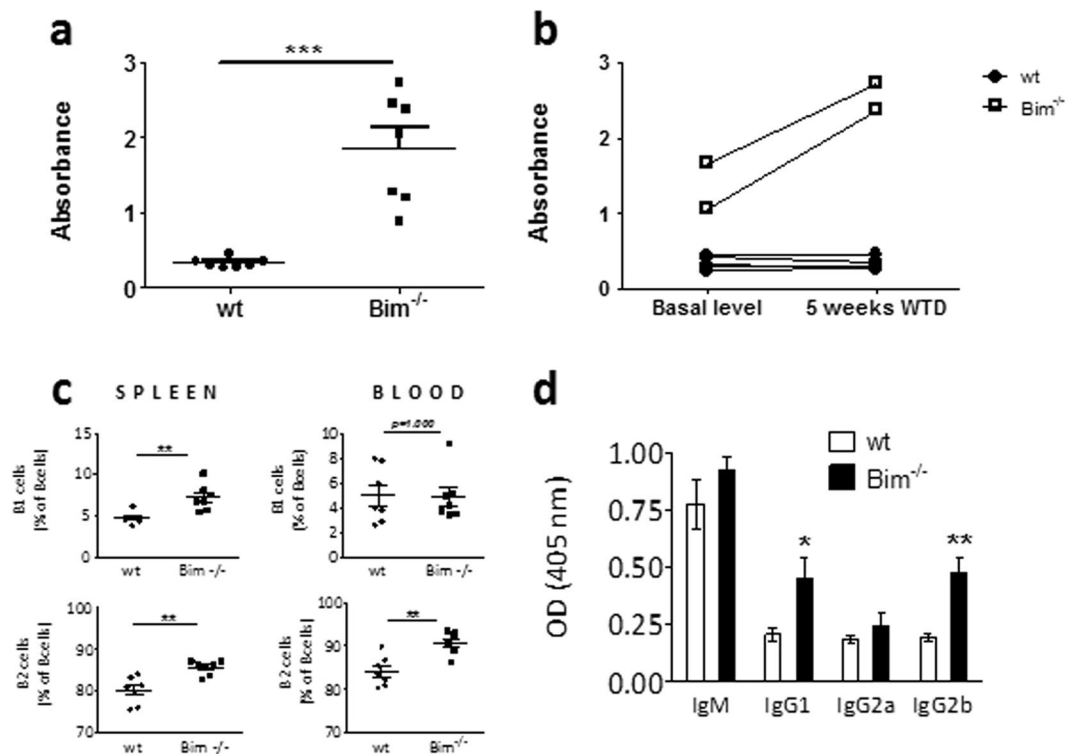 a
***
Absorbance
3
2
1
0
wt
Bim-/-
b
Absorbance
3
2
1
0
Basal level
5 weeks WTD
wt
Bim-/-
c
SPLEEN
BLOOD
B1 cells
[% of Bcells]
15
10
5
0
**
wt
Bim -/-
B1 cells
(% of Bcells)
10
8
6
4
2
0
p=1.000
wt
Bim -/-
B2 cells
[% of Bcells]
100
90
80
70
**
wt
Bim -/-
B2 cells
[% of Bcells]
100
90
80
70
**
wt
Bim-/-
d
wt
Bim-/-
OD (405 nm)
1.00
0.75
0.50
0.25
0.00
*
**
IgM
IgG1
IgG2a
IgG2b